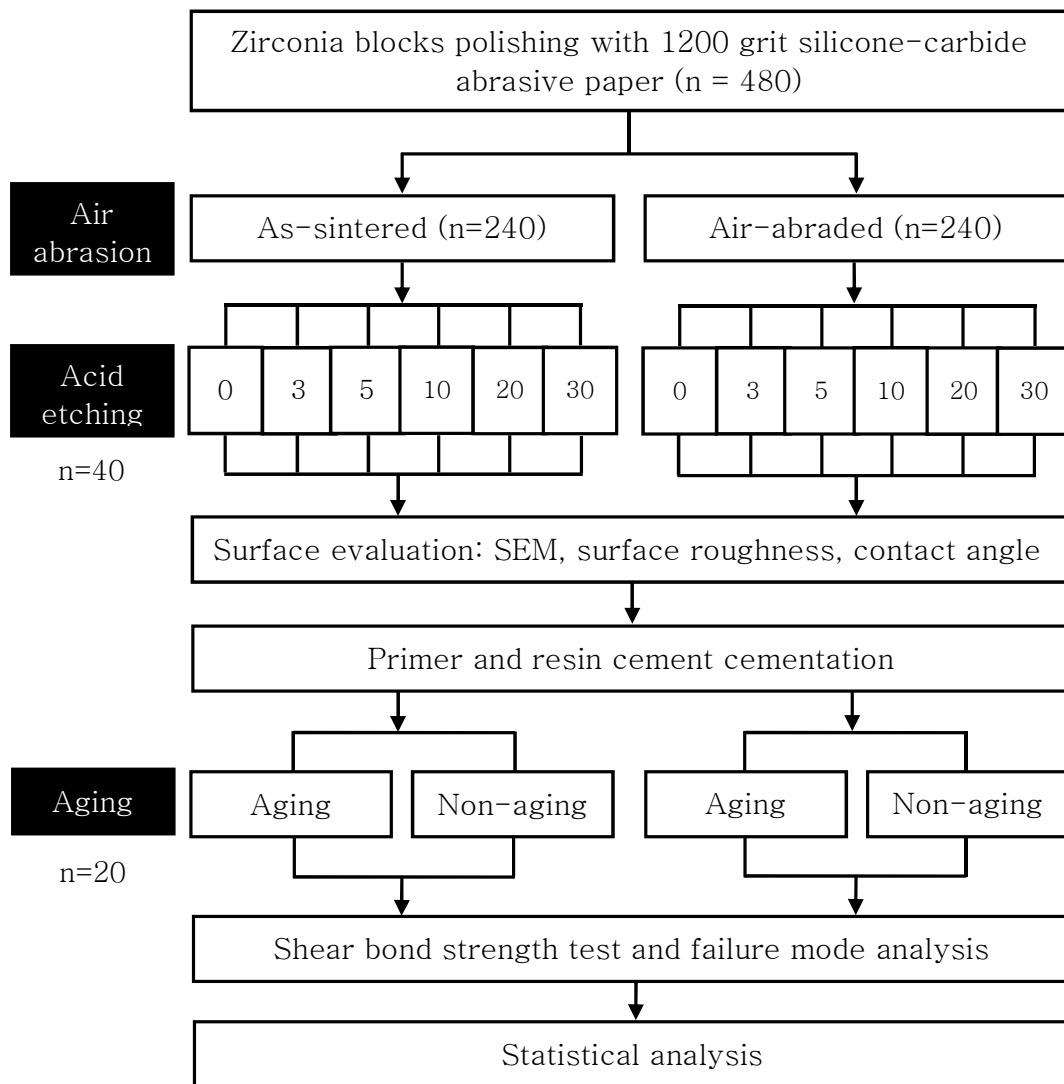 Zirconia blocks polishing with 1200 grit silicone-carbide
abrasive paper (n = 480)
Air
abrasion
As-sintered (n=240)
Air-abraded (n=240)
Acid
etching
n=40
0 3 5 10 20 30
0 3 5 10 20 30
Surface evaluation: SEM, surface roughness, contact angle
Primer and resin cement cementation
Aging
n=20
Aging
Non-aging
Aging
Non-aging
Shear bond strength test and failure mode analysis
Statistical analysis